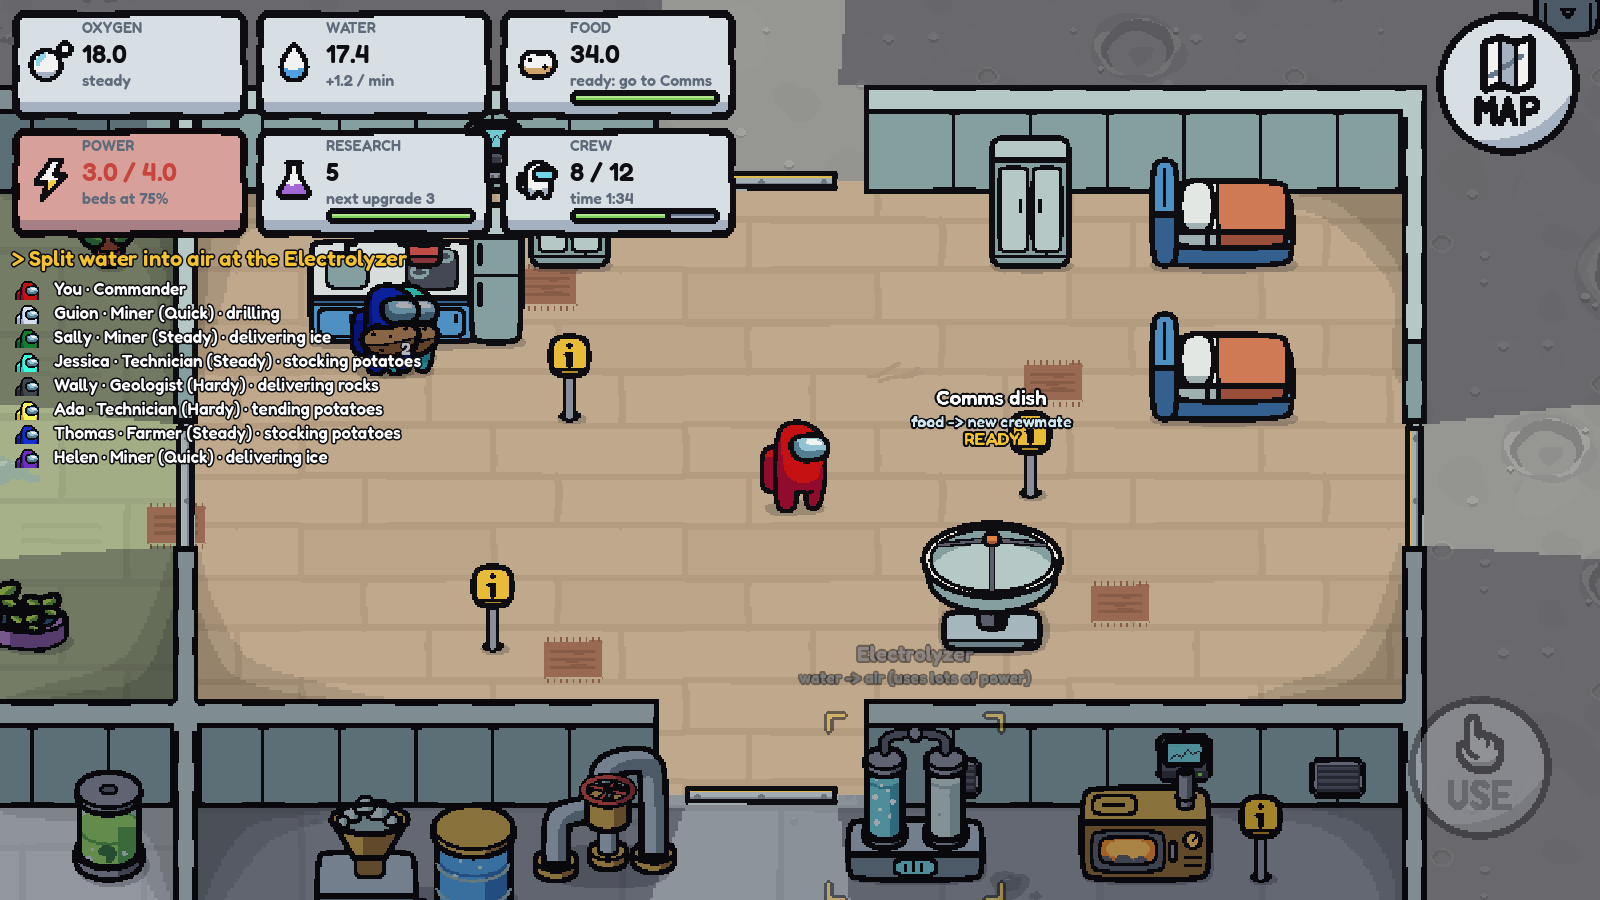 OXYGEN
18.0
steady
WATER
17.4
+1.2 / min
FOOD
34.0
ready: go to Comms
POWER
3.0 / 4.0
beds at 75%
RESEARCH
5
next upgrade 3
CREW
8 / 12
time 1:34
MAP
> Split water into air at the Electrolyzer
You · Commander
Guion · Miner (Quick) · drilling
Sally · Miner (Steady) · delivering ice
Jessica · Technician (Steady) · stocking potatoes
Wally · Geologist (Hardy) · delivering rocks
Ada · Technician (Hardy) · tending potatoes
Thomas · Farmer (Steady) · stocking potatoes
Helen · Miner (Quick) · delivering ice
2
i
Comms dish
food -> new crewmate
READY
i
i
Electrolyzer
water -> air (uses lots of power)
i
USE